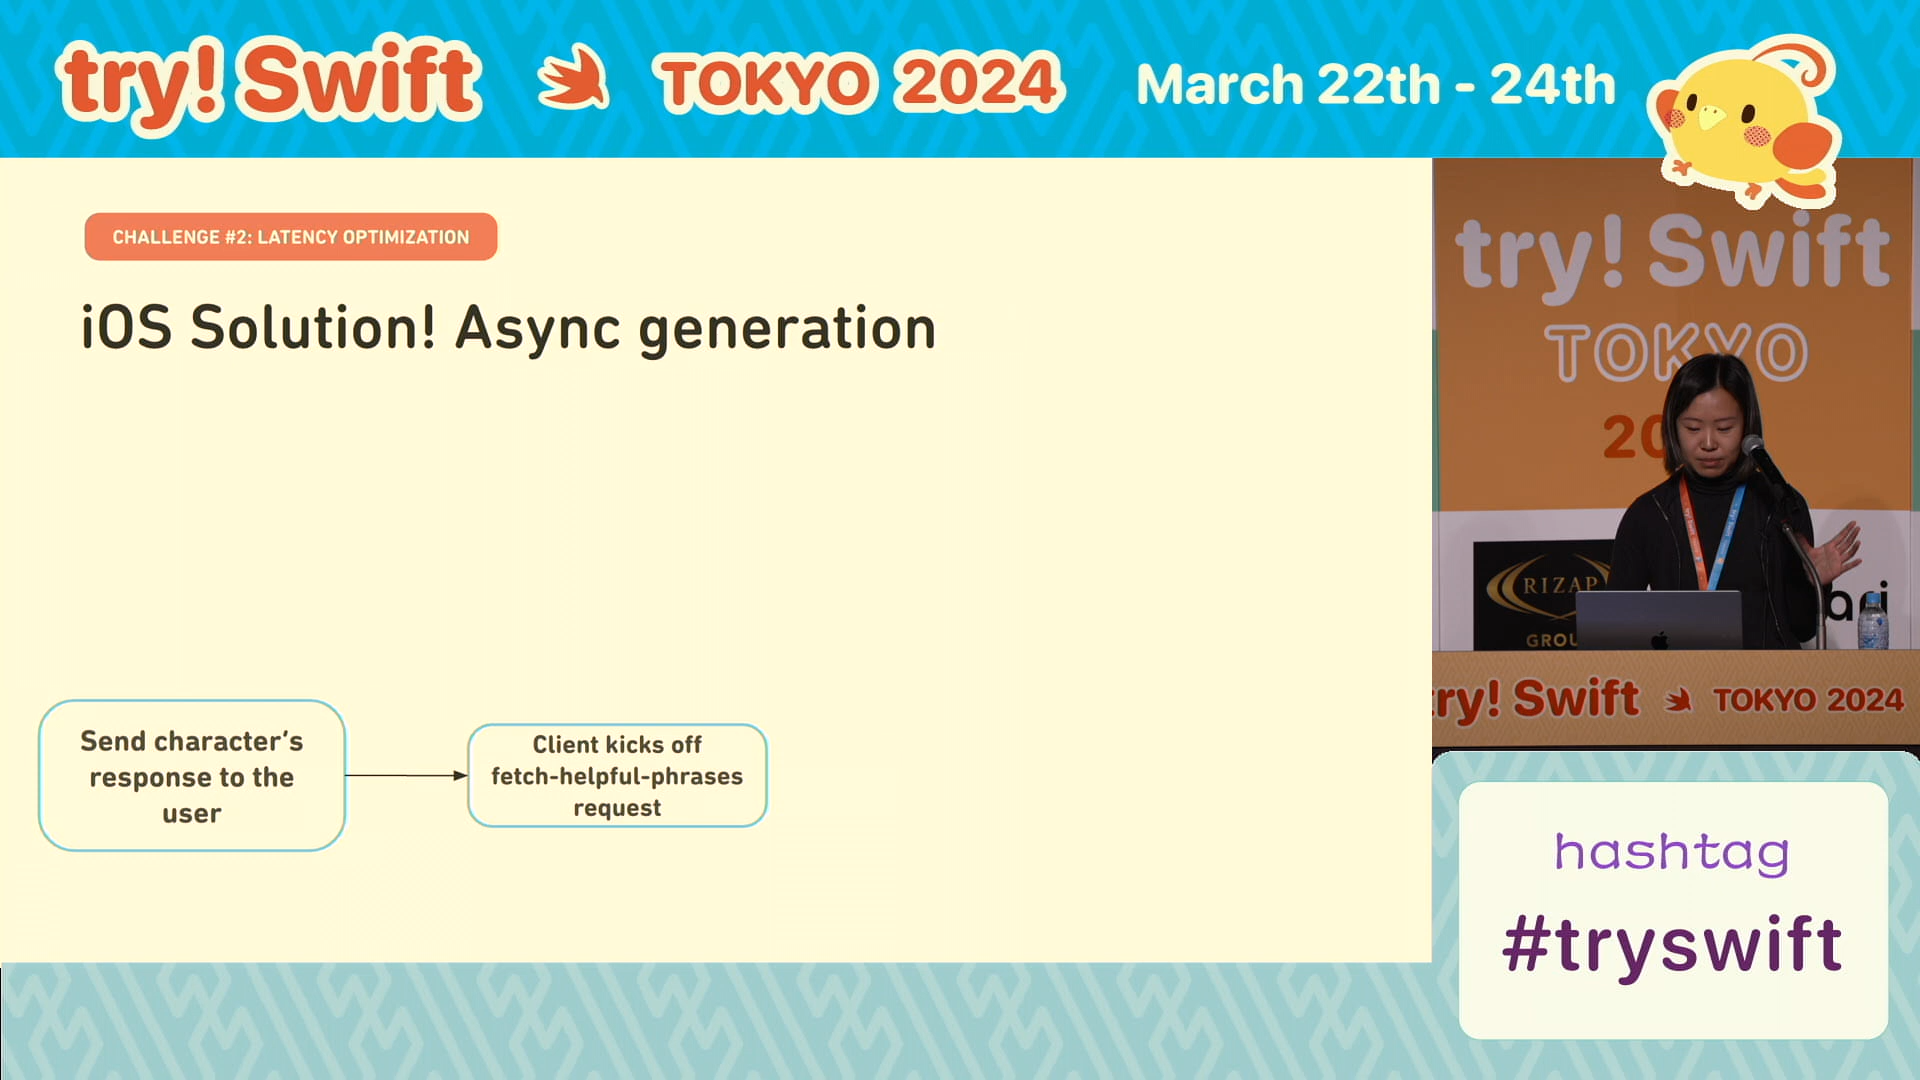 try! Swift TOKYO 2024 March 22th - 24th
CHALLENGE #2: LATENCY OPTIMIZATION
iOS Solution! Async generation
Send character's
response to the
user
Client kicks off
fetch-helpful-phrases
request
try! Swift
TOKYO
20
RIZAP
GROU
ari
try! Swift TOKYO 2024
hashtag
#tryswift